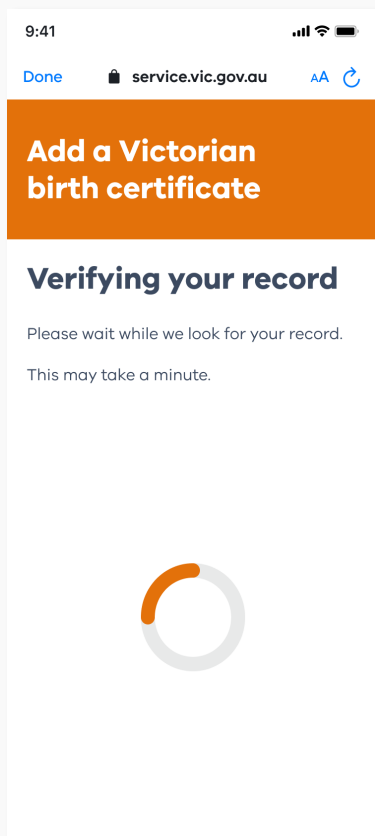 9:41
Done service.vic.gov.au AA
Add a Victorian
birth certificate
Verifying your record
Please wait while we look for your record.
This may take a minute.